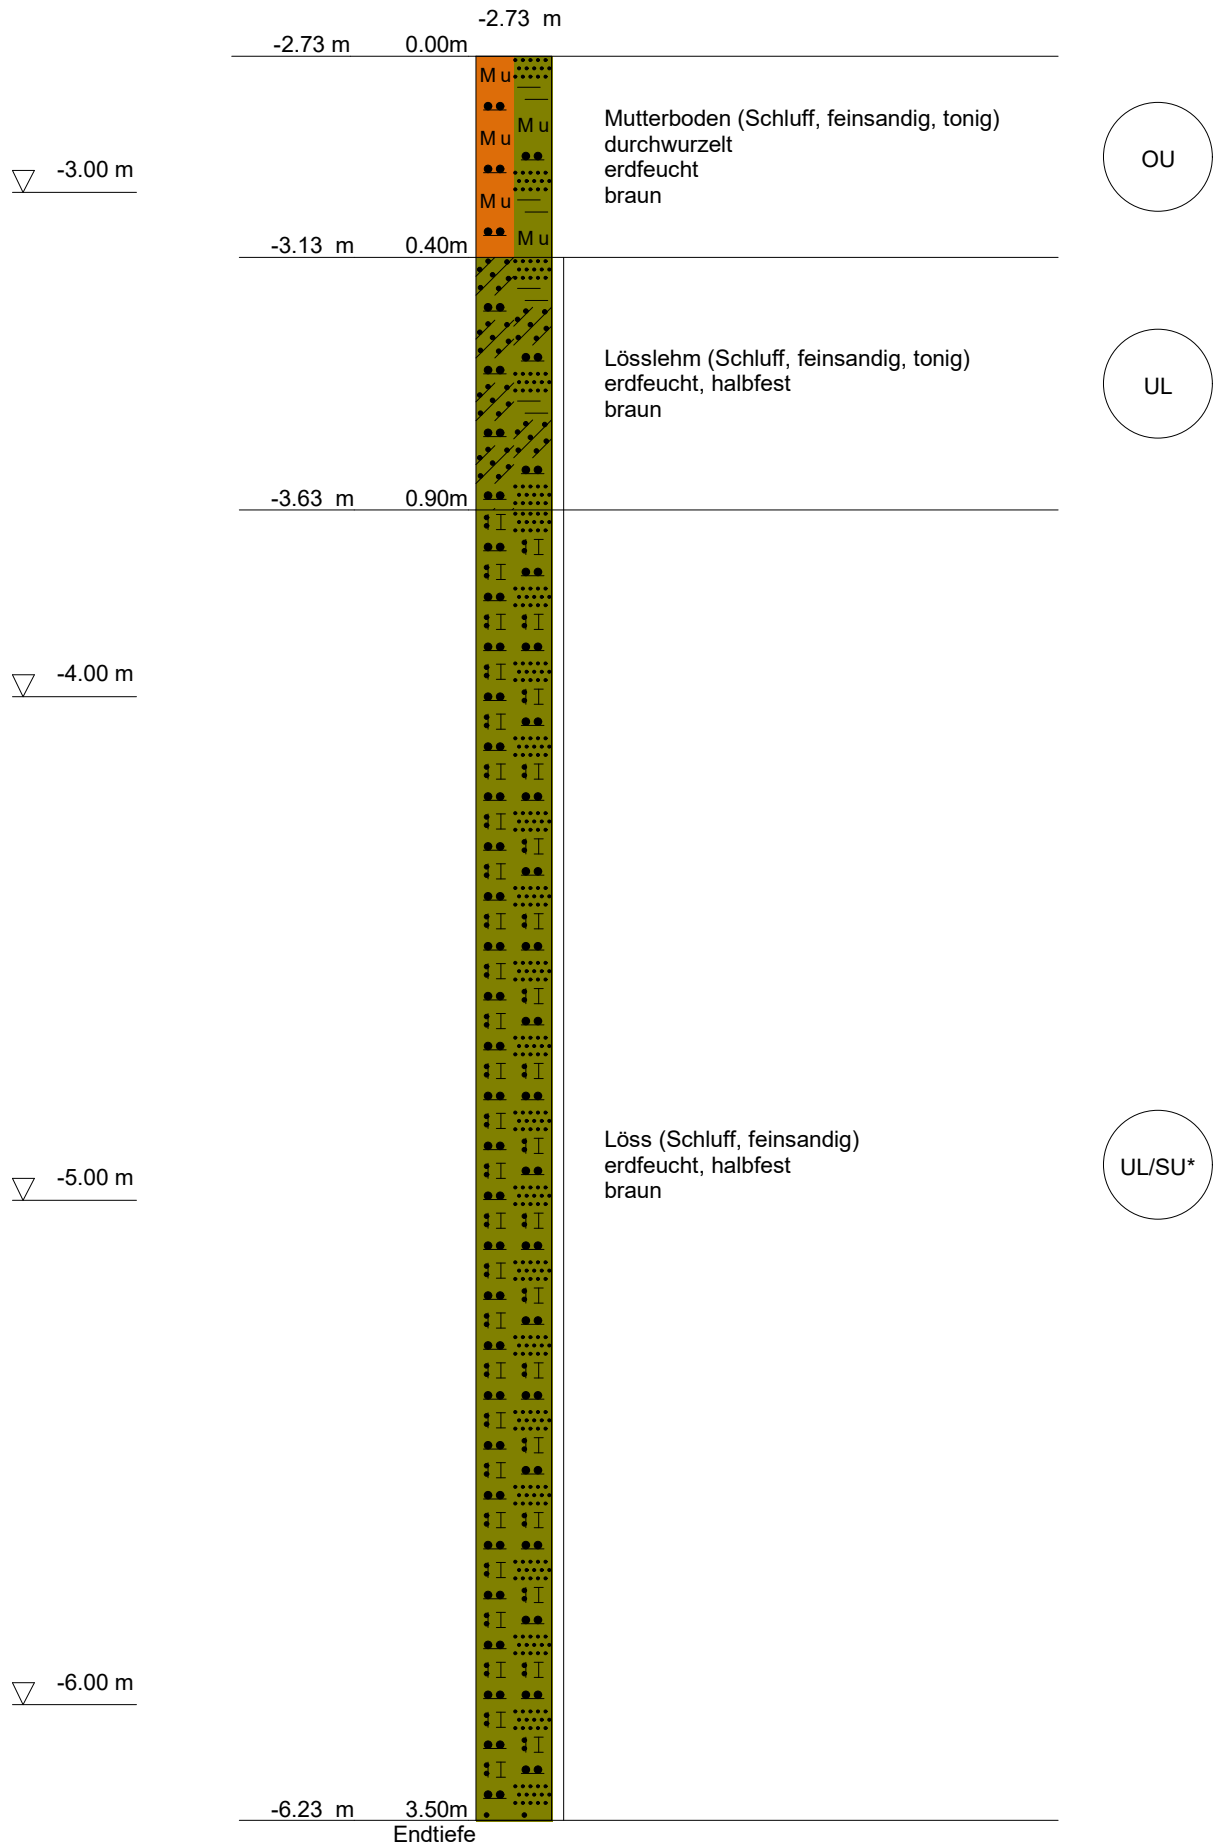 -2.73 m
-2.73 m 0.00m
Mu
Mu
Mu
Mu
Mu
Mutterboden (Schluff, feinsandig, tonig)
durchwurzelt
erdfeucht
braun
OU
-3.00 m
-3.13 m 0.40m
Lösslehm (Schluff, feinsandig, tonig)
erdfeucht, halbfest
braun
UL
-3.63 m 0.90m
-4.00 m
Löss (Schluff, feinsandig)
erdfeucht, halbfest
braun
UL/SU*
-5.00 m
-6.00 m
-6.23 m 3.50m
Endtiefe